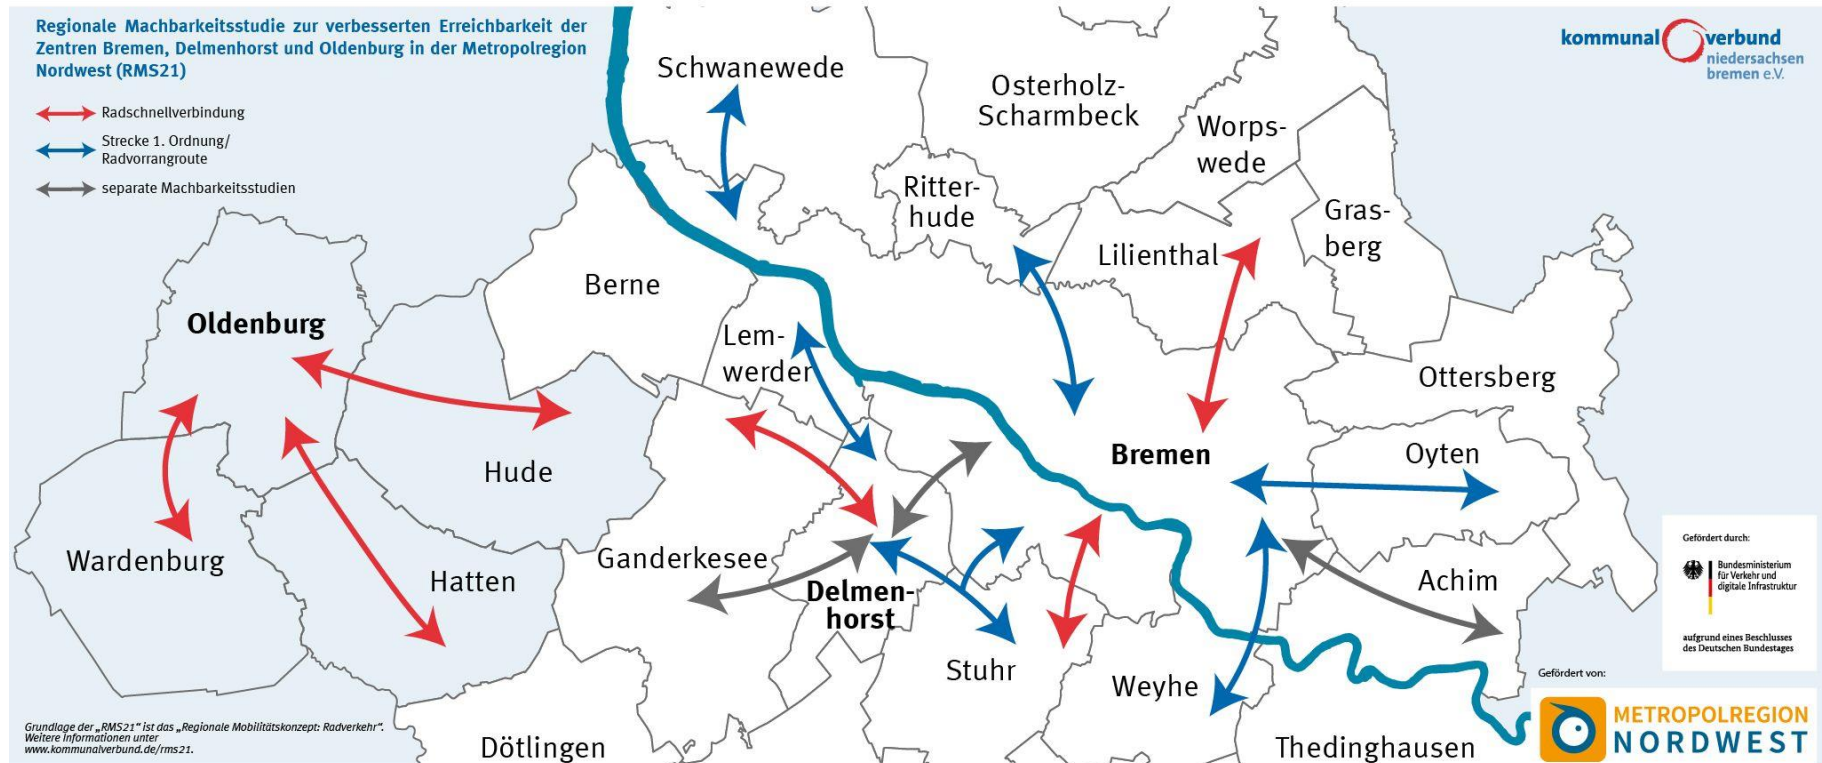 Regionale Machbarkeitsstudie zur verbesserten Erreichbarkeit der
Zentren Bremen, Delmenhorst und Oldenburg in der Metropolregion
Nordwest (RMS21)
Radschnellverbindung
Strecke 1. Ordnung/
Radvorrangroute
separate Machbarkeitsstudien
kommunalverbund
niedersachsen
bremen e.V.
Schwanewede
Osterholz-
Scharmbeck
Worps-
wede
Ritter-
hude
Gras-
berg
Lilienthal
Berne
Oldenburg
Lem-
werder
Ottersberg
Bremen
Oyten
Hude
Wardenburg
Hatten
Ganderkesee
Delmen-
horst
Achim
Stuhr
Weyhe
Dötlingen
Thedinghausen
Gefördert durch:
Bundesministerium
für Verkehr und
digitale Infrastruktur
aufgrund eines Beschlusses
des Deutschen Bundestages
Gefördert von:
METROPOLREGION
NORDWEST
Grundlage der „RMS21“ ist das „Regionale Mobilitätskonzept: Radverkehr“.
Weitere Informationen unter
www.kommunalverbund.de/rms21.